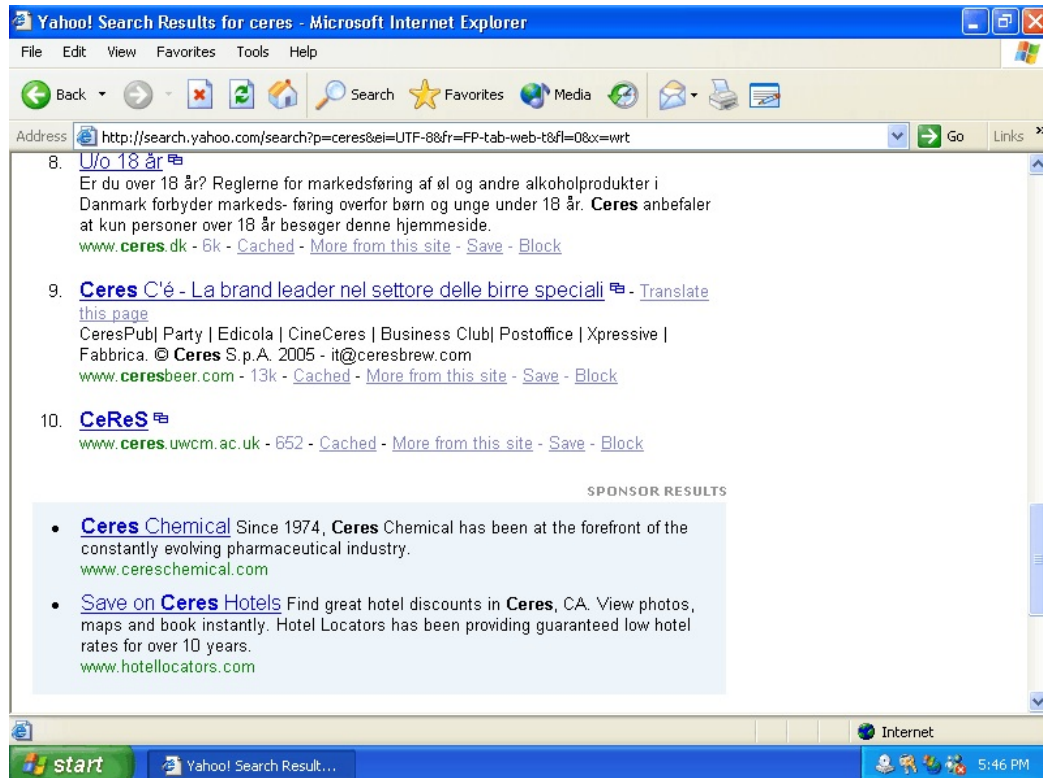 Yahoo! Search Results for ceres - Microsoft Internet Explorer
File Edit View Favorites Tools Help
Back Search Favorites Media
Address http://search.yahoo.com/search?p=ceres&ei=UTF-8&fr=FP-tab-web-t&fl=0&x=wrt Go Links »
8. U/o 18 år
Er du over 18 år? Reglerne for markedsføring af øl og andre alkoholprodukter i
Danmark forbyder markeds- føring overfor børn og unge under 18 år. Ceres anbefaler
at kun personer over 18 år besøger denne hjemmeside.
www.ceres.dk - 6k - Cached - More from this site - Save - Block
9. Ceres C'é - La brand leader nel settore delle birre speciali - Translate
this page
CeresPub| Party | Edicola | CineCeres | Business Club| Postoffice | Xpressive |
Fabbrica. © Ceres S.p.A. 2005 - it@ceresbrew.com
www.ceresbeer.com - 13k - Cached - More from this site - Save - Block
10. CeReS
www.ceres.uwcm.ac.uk - 652 - Cached - More from this site - Save - Block
SPONSOR RESULTS
• Ceres Chemical Since 1974, Ceres Chemical has been at the forefront of the
constantly evolving pharmaceutical industry.
www.cereschemical.com
• Save on Ceres Hotels Find great hotel discounts in Ceres, CA. View photos,
maps and book instantly. Hotel Locators has been providing guaranteed low hotel
rates for over 10 years.
www.hotellocators.com
Internet
start Yahoo! Search Result... 5:46 PM